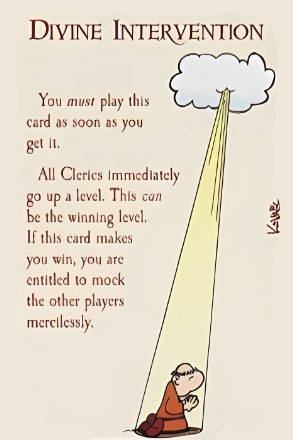 DIVINE INTERVENTION
You must play this
card as soon as you
get it.
All Clerics immediately
go up a level. This can
be the winning level.
If this card makes
you win, you are
entitled to mock
the other players
mercilessly.
KOVALIC